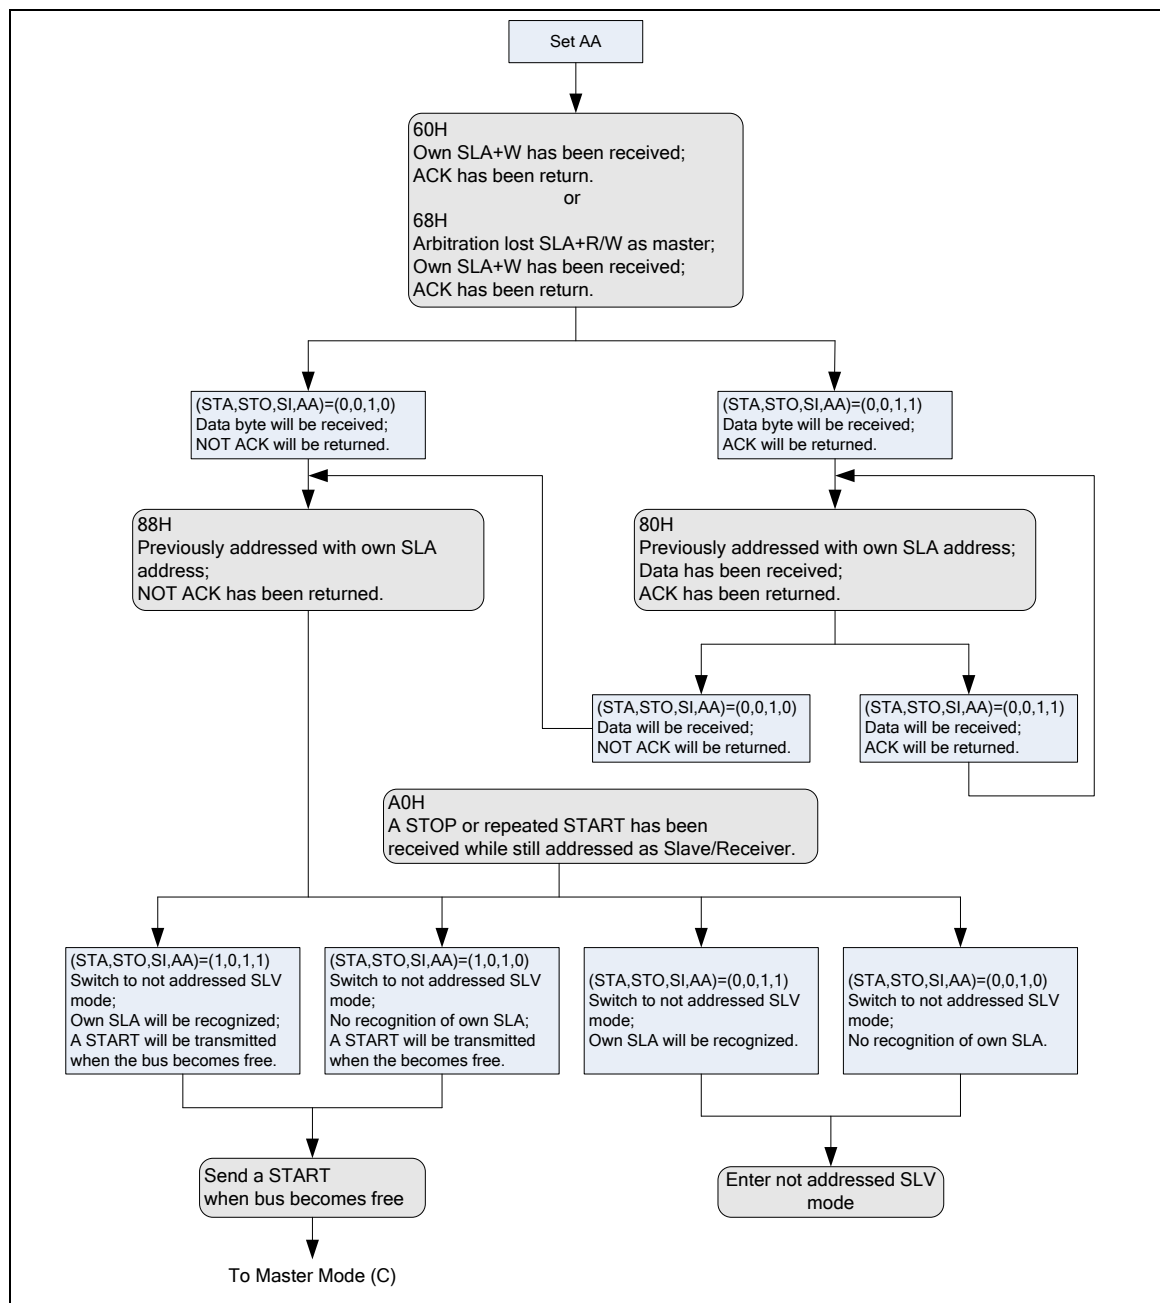 Set AA
60H
Own SLA+W has been received;
ACK has been return.
or
68H
Arbitration lost SLA+R/W as master;
Own SLA+W has been received;
ACK has been return.
(STA,STO,SI,AA)=(0,0,1,0)
Data byte will be received;
NOT ACK will be returned.
(STA,STO,SI,AA)=(0,0,1,1)
Data byte will be received;
ACK will be returned.
88H
Previously addressed with own SLA
address;
NOT ACK has been returned.
80H
Previously addressed with own SLA address;
Data has been received;
ACK has been returned.
(STA,STO,SI,AA)=(0,0,1,0)
Data will be received;
NOT ACK will be returned.
(STA,STO,SI,AA)=(0,0,1,1)
Data will be received;
ACK will be returned.
A0H
A STOP or repeated START has been
received while still addressed as Slave/Receiver.
(STA,STO,SI,AA)=(1,0,1,1)
Switch to not addressed SLV
mode;
Own SLA will be recognized;
A START will be transmitted
when the bus becomes free.
(STA,STO,SI,AA)=(1,0,1,0)
Switch to not addressed SLV
mode;
No recognition of own SLA;
A START will be transmitted
when the becomes free.
(STA,STO,SI,AA)=(0,0,1,1)
Switch to not addressed SLV
mode;
Own SLA will be recognized.
(STA,STO,SI,AA)=(0,0,1,0)
Switch to not addressed SLV
mode;
No recognition of own SLA.
Send a START
when bus becomes free
Enter not addressed SLV
mode
To Master Mode (C)